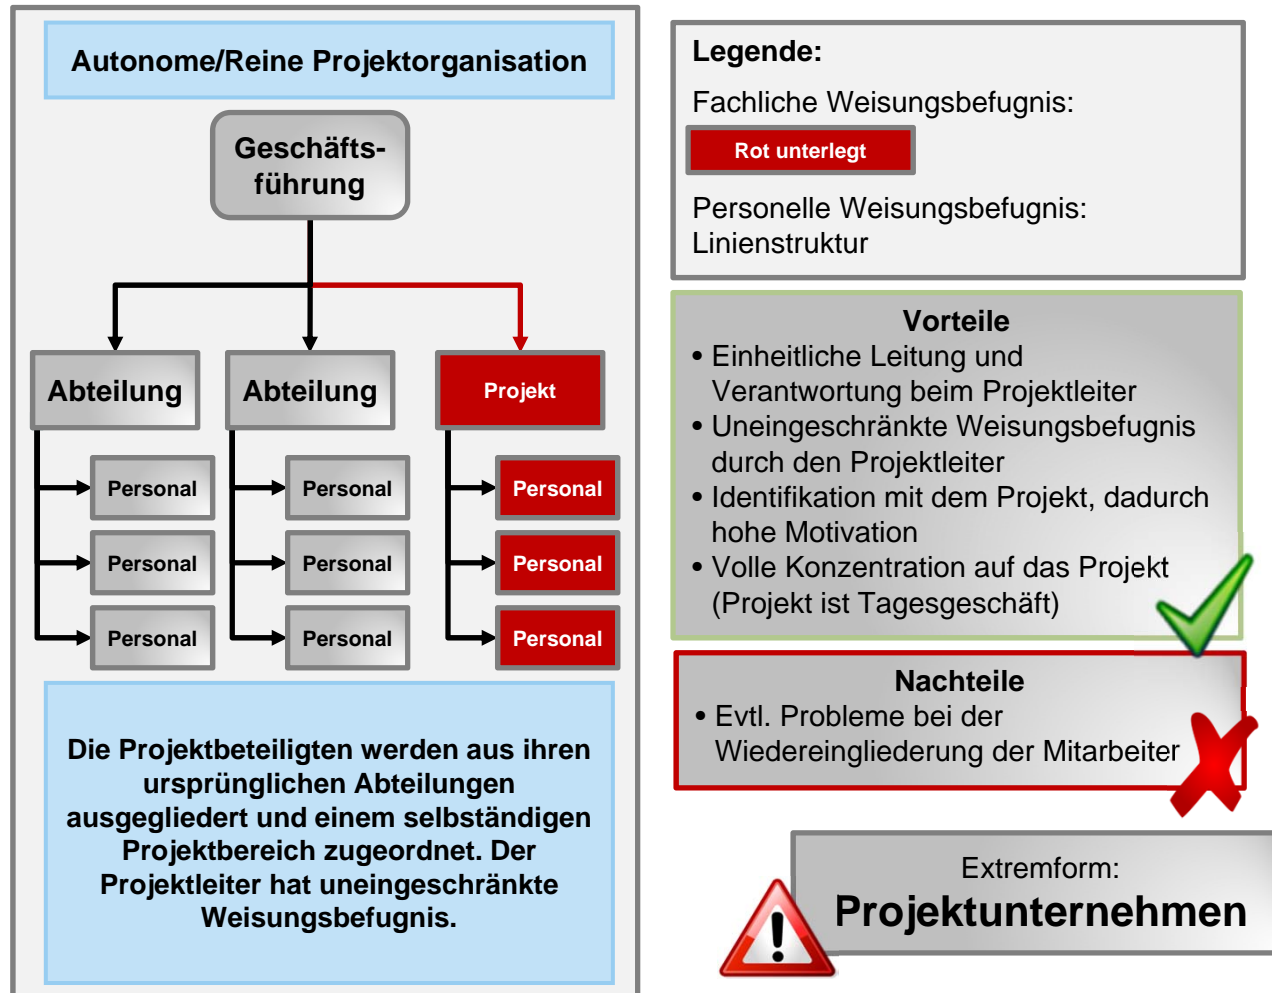 Autonome/Reine Projektorganisation
Geschäfts-
führung
Abteilung
Abteilung
Projekt
Personal
Personal
Personal
Personal
Personal
Personal
Personal
Personal
Personal
Die Projektbeteiligten werden aus ihren
ursprünglichen Abteilungen
ausgegliedert und einem selbständigen
Projektbereich zugeordnet. Der
Projektleiter hat uneingeschränkte
Weisungsbefugnis.
Legende:
Fachliche Weisungsbefugnis:
Rot unterlegt
Personelle Weisungsbefugnis:
Linienstruktur
Vorteile
• Einheitliche Leitung und
Verantwortung beim Projektleiter
• Uneingeschränkte Weisungsbefugnis
durch den Projektleiter
• Identifikation mit dem Projekt, dadurch
hohe Motivation
• Volle Konzentration auf das Projekt
(Projekt ist Tagesgeschäft)
Nachteile
• Evtl. Probleme bei der
Wiedereingliederung der Mitarbeiter
Extremform:
Projektunternehmen